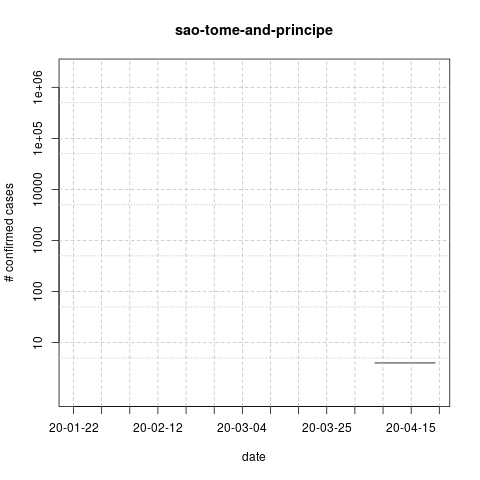 sao-tome-and-principe
# confirmed cases
1e+06
1e+05
10000
1000
100
10
20-01-22 20-02-12 20-03-04 20-03-25 20-04-15
date